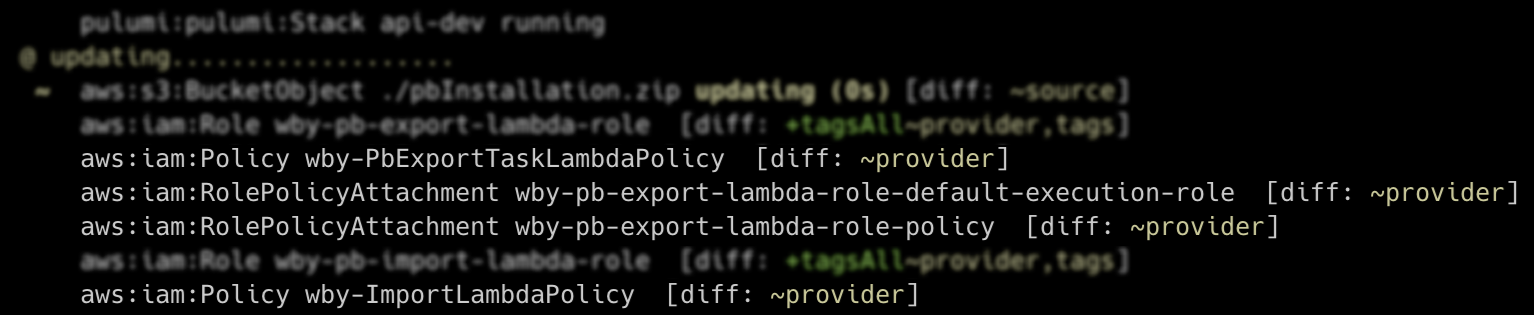 pulumi:pulumi:Stack api-dev running
@ updating...................
~ aws:s3:BucketObject ./pbInstallation.zip updating (0s) [diff: ~source]
aws:iam:Role wby-pb-export-lambda-role [diff: +tagsAll~provider,tags]
aws:iam:Policy wby-PbExportTaskLambdaPolicy [diff: ~provider]
aws:iam:RolePolicyAttachment wby-pb-export-lambda-role-default-execution-role [diff: ~provider]
aws:iam:RolePolicyAttachment wby-pb-export-lambda-role-policy [diff: ~provider]
aws:iam:Role wby-pb-import-lambda-role [diff: +tagsAll~provider,tags]
aws:iam:Policy wby-ImportLambdaPolicy [diff: ~provider]